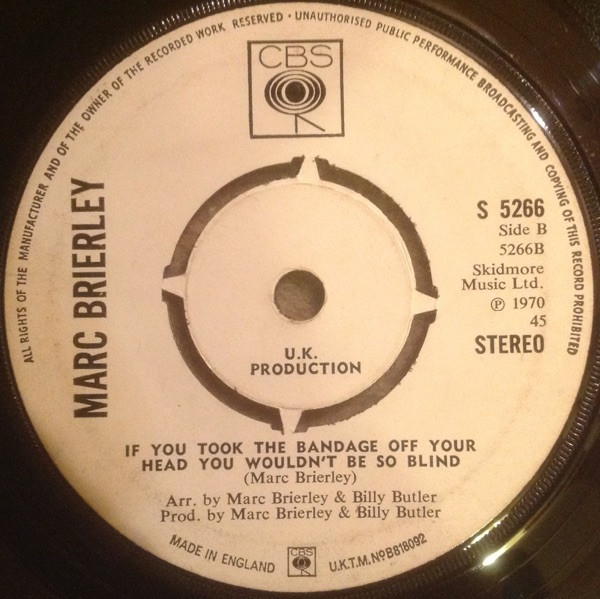 ALL RIGHTS OF THE MANUFACTURER AND OF THE OWNER OF THE RECORDED WORK RESERVED · UNAUTHORISED PUBLIC PERFORMANCE BROADCASTING AND COPYING OF THIS RECORD PROHIBITED
CBS
MARC BRIERLEY
S 5266
Side B
5266B
Skidmore
Music Ltd.
℗ 1970
45
STEREO
U.K.
PRODUCTION
IF YOU TOOK THE BANDAGE OFF YOUR
HEAD YOU WOULDN'T BE SO BLIND
(Marc Brierley)
Arr. by Marc Brierley & Billy Butler
Prod. by Marc Brierley & Billy Butler
MADE IN ENGLAND
CBS
U.K.T.M. NºB818092